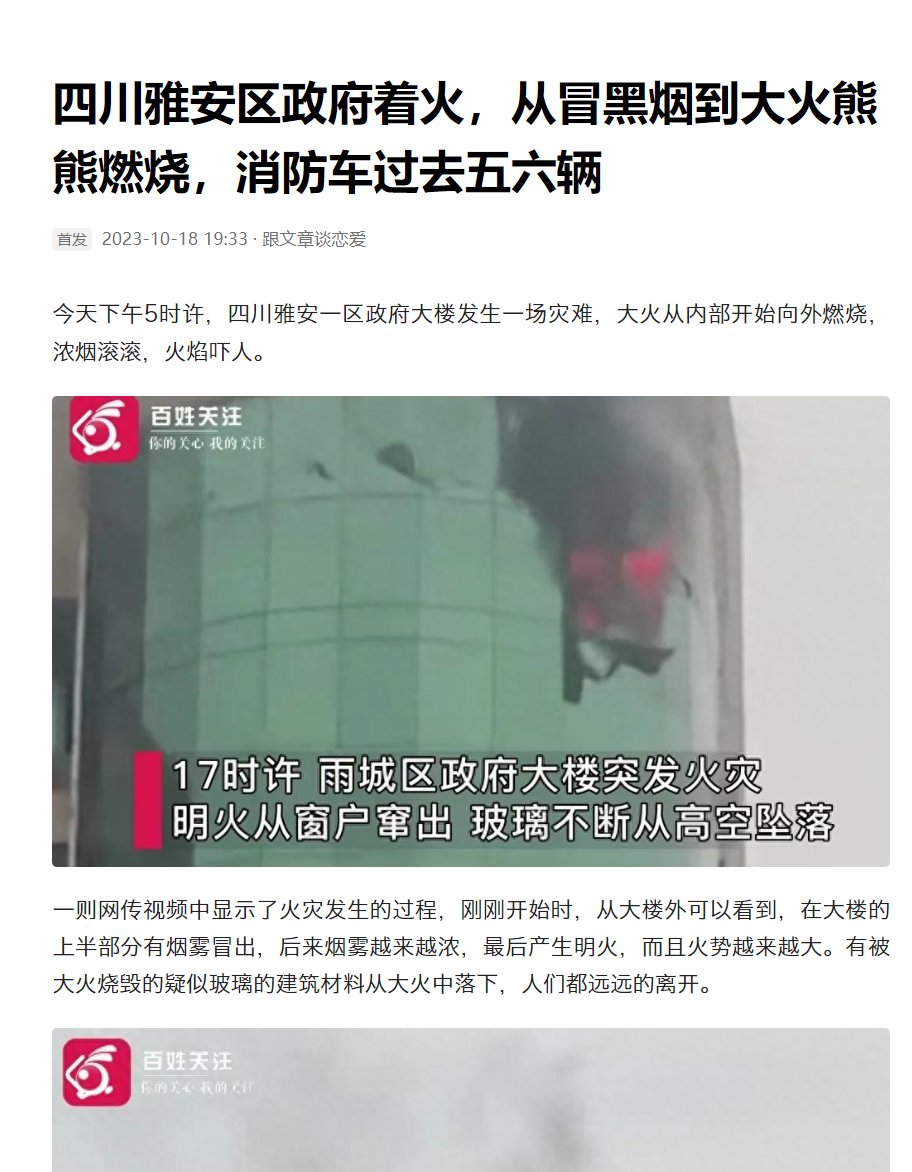 四川雅安区政府着火，从冒黑烟到大火熊
熊燃烧，消防车过去五六辆
首发 2023-10-18 19:33 · 跟文章谈恋爱
今天下午5时许，四川雅安一区政府大楼发生一场灾难，大火从内部开始向外燃烧，
浓烟滚滚，火焰吓人。
百姓关注
你的关心 我的关注
17时许 雨城区政府大楼突发火灾
明火从窗户窜出 玻璃不断从高空坠落
一则网传视频中显示了火灾发生的过程，刚刚开始时，从大楼外可以看到，在大楼的
上半部分有烟雾冒出，后来烟雾越来越浓，最后产生明火，而且火势越来越大。有被
大火烧毁的疑似玻璃的建筑材料从大火中落下，人们都远远的离开。
百姓关注
你的关心 我的关注